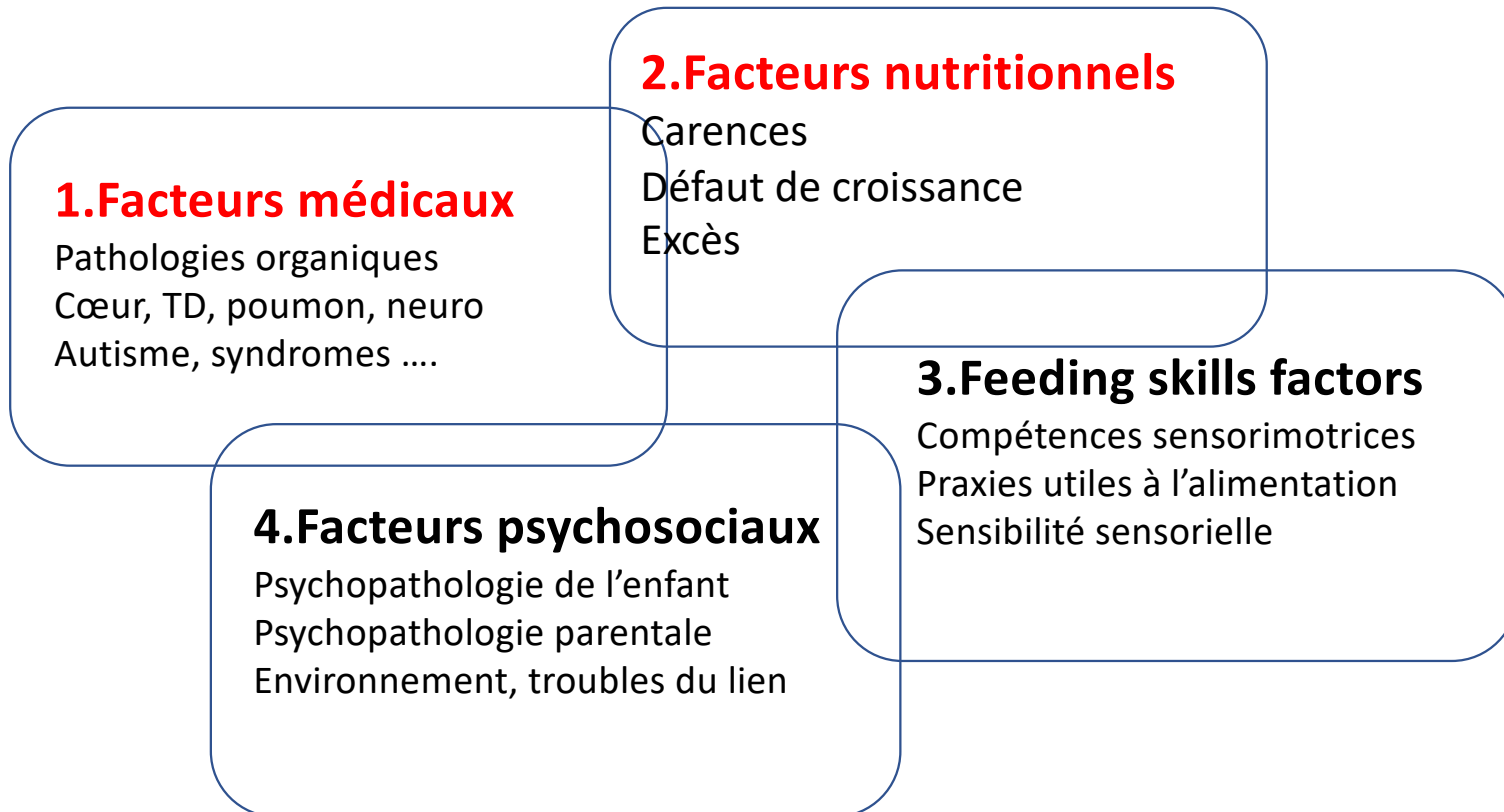 1.Facteurs médicaux
Pathologies organiques
Cœur, TD, poumon, neuro
Autisme, syndromes ....
2.Facteurs nutritionnels
Carences
Défaut de croissance
Excès
3.Feeding skills factors
Compétences sensorimotrices
Praxies utiles à l’alimentation
Sensibilité sensorielle
4.Facteurs psychosociaux
Psychopathologie de l’enfant
Psychopathologie parentale
Environnement, troubles du lien